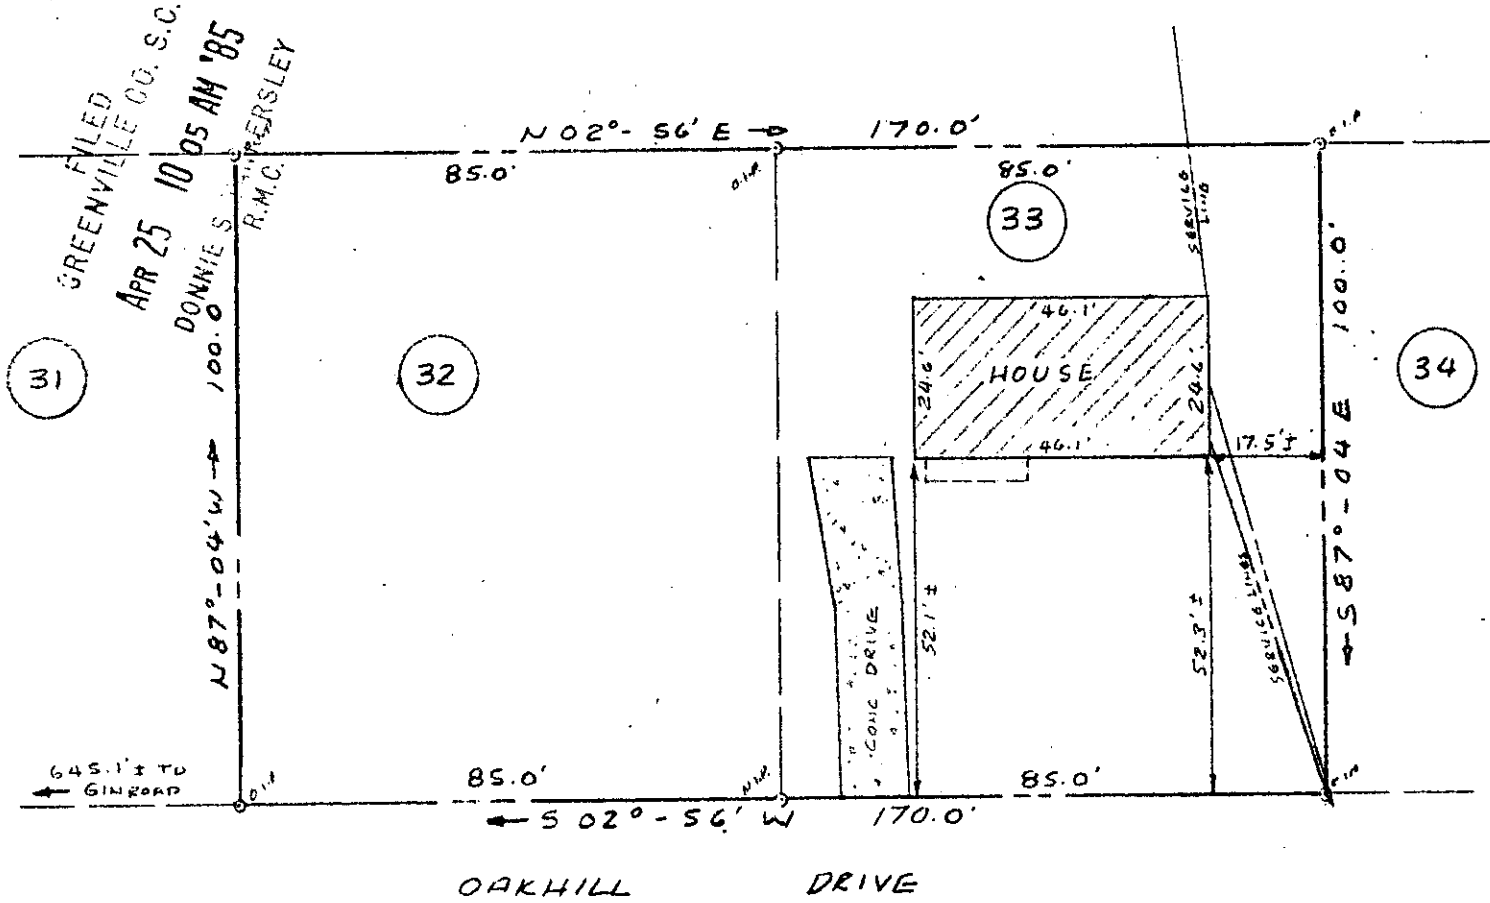 FILED
GREENVILLE CO. S.C.
APR 25 10 05 AM '85
DONNIE S.
R.M.C.
N 02°- 56' E → 170.0'
85.0'
O.I.P.
85.0'
O.I.P.
33
SERVICE LINE
100.0
N 87°-04' W →
31
32
46.1'
24.6'
HOUSE
24.6'
46.1'
17.5'±
100.0'
← S 87°-04 E
34
CONC DRIVE
52.1'±
52.3'±
SERVICE LINES
645.1'± TO
← GIN ROAD
O.I.P.
85.0'
N.I.P.
85.0'
O.I.P.
← S 02°- 56' W 170.0'
OAKHILL DRIVE